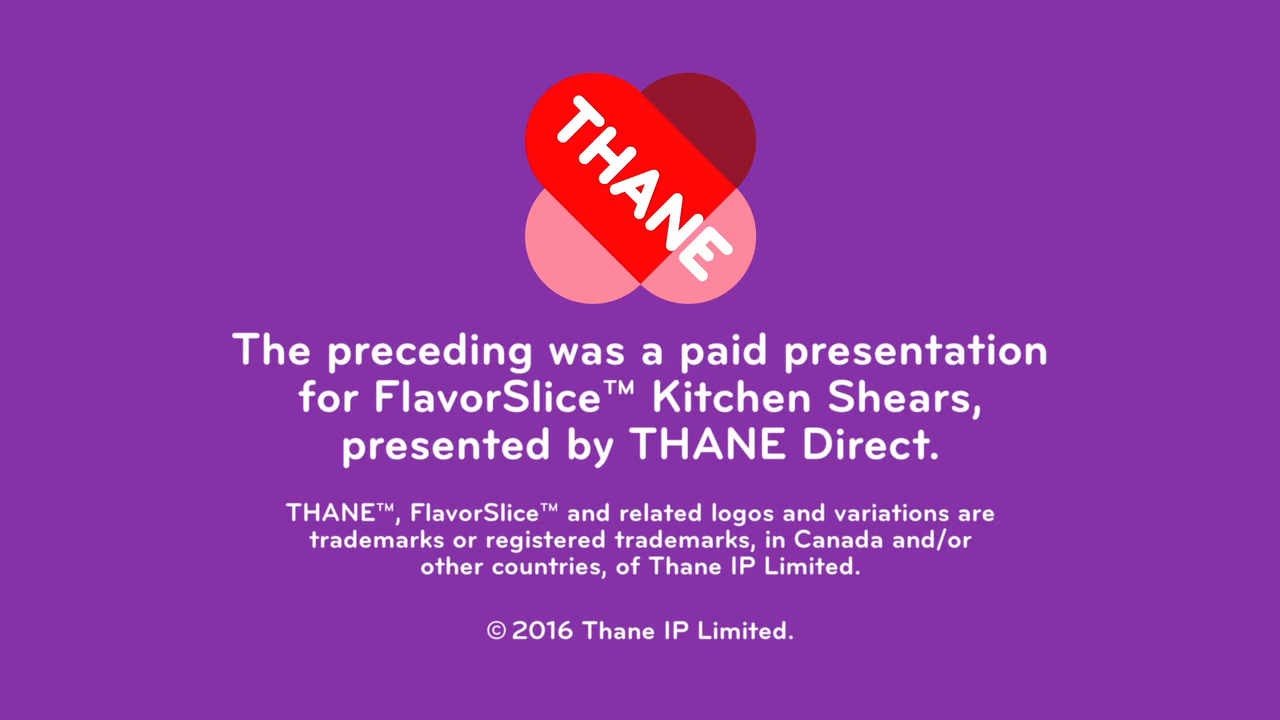 THANE
The preceding was a paid presentation
for FlavorSlice™ Kitchen Shears,
presented by THANE Direct.
THANE™, FlavorSlice™ and related logos and variations are
trademarks or registered trademarks, in Canada and/or
other countries, of Thane IP Limited.
© 2016 Thane IP Limited.